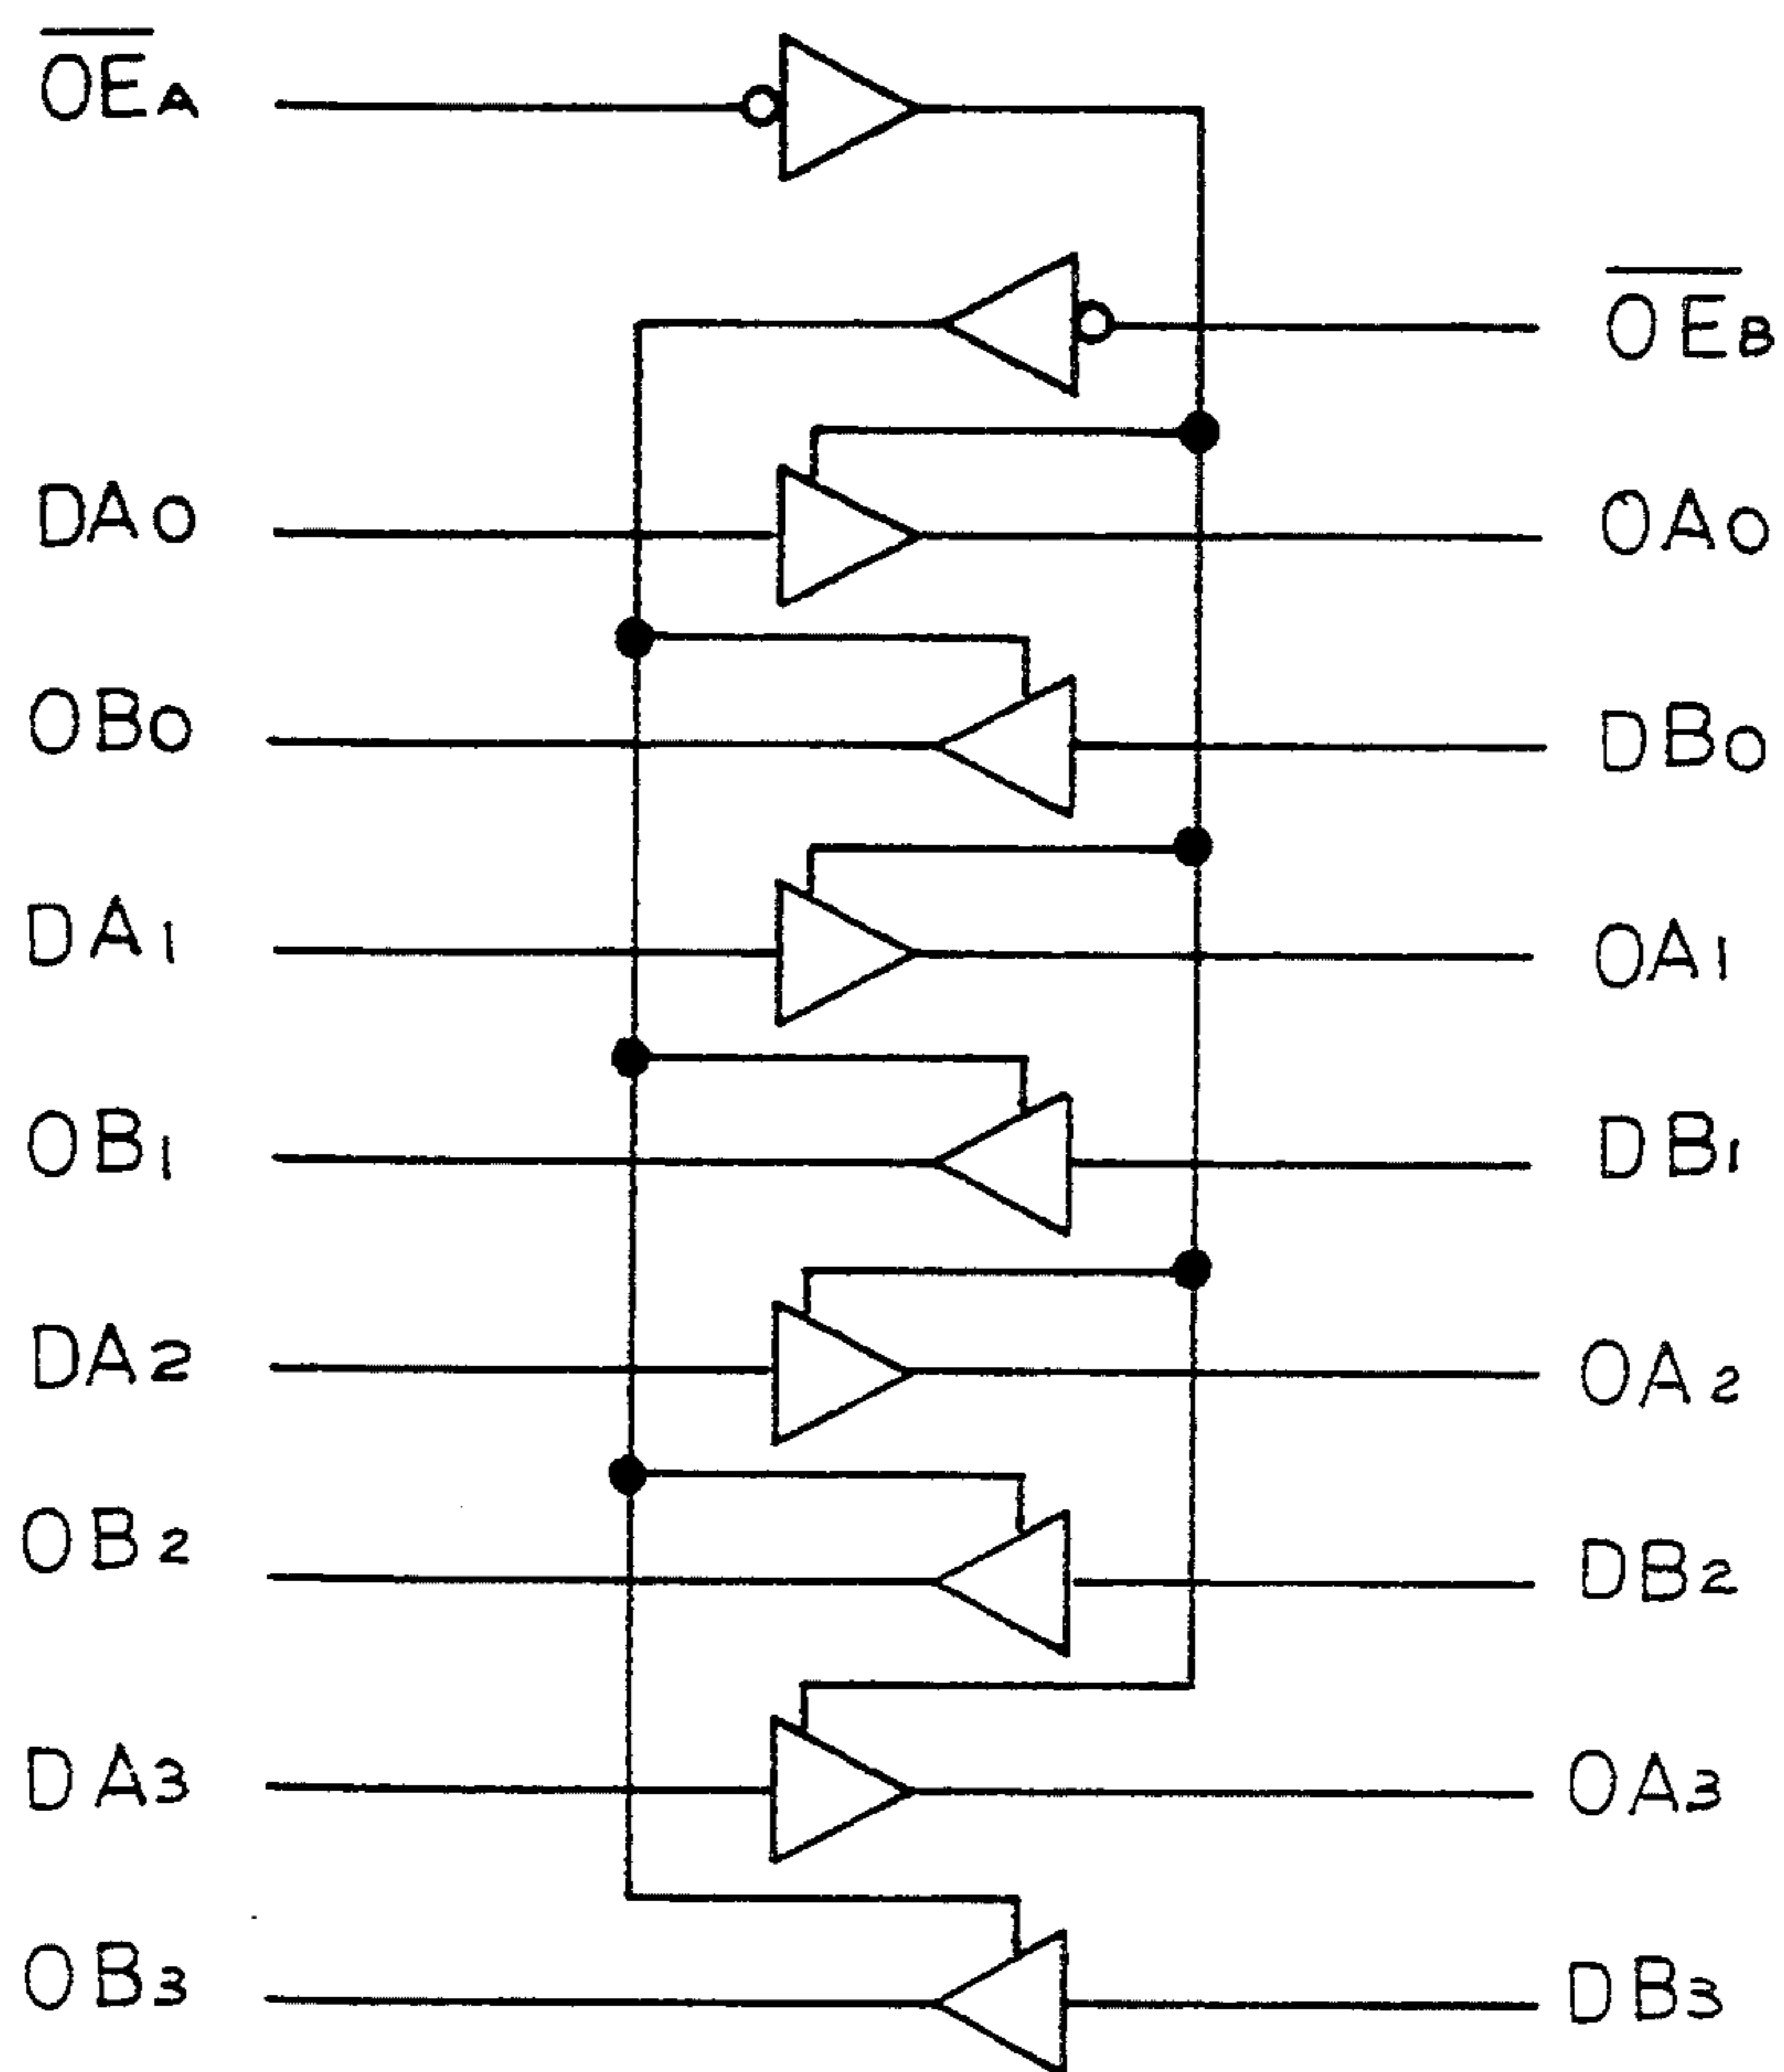 OEA
OEB
DA0
OA0
OB0
DB0
DA1
OA1
OB1
DB1
DA2
OA2
OB2
DB2
DA3
OA3
OB3
DB3